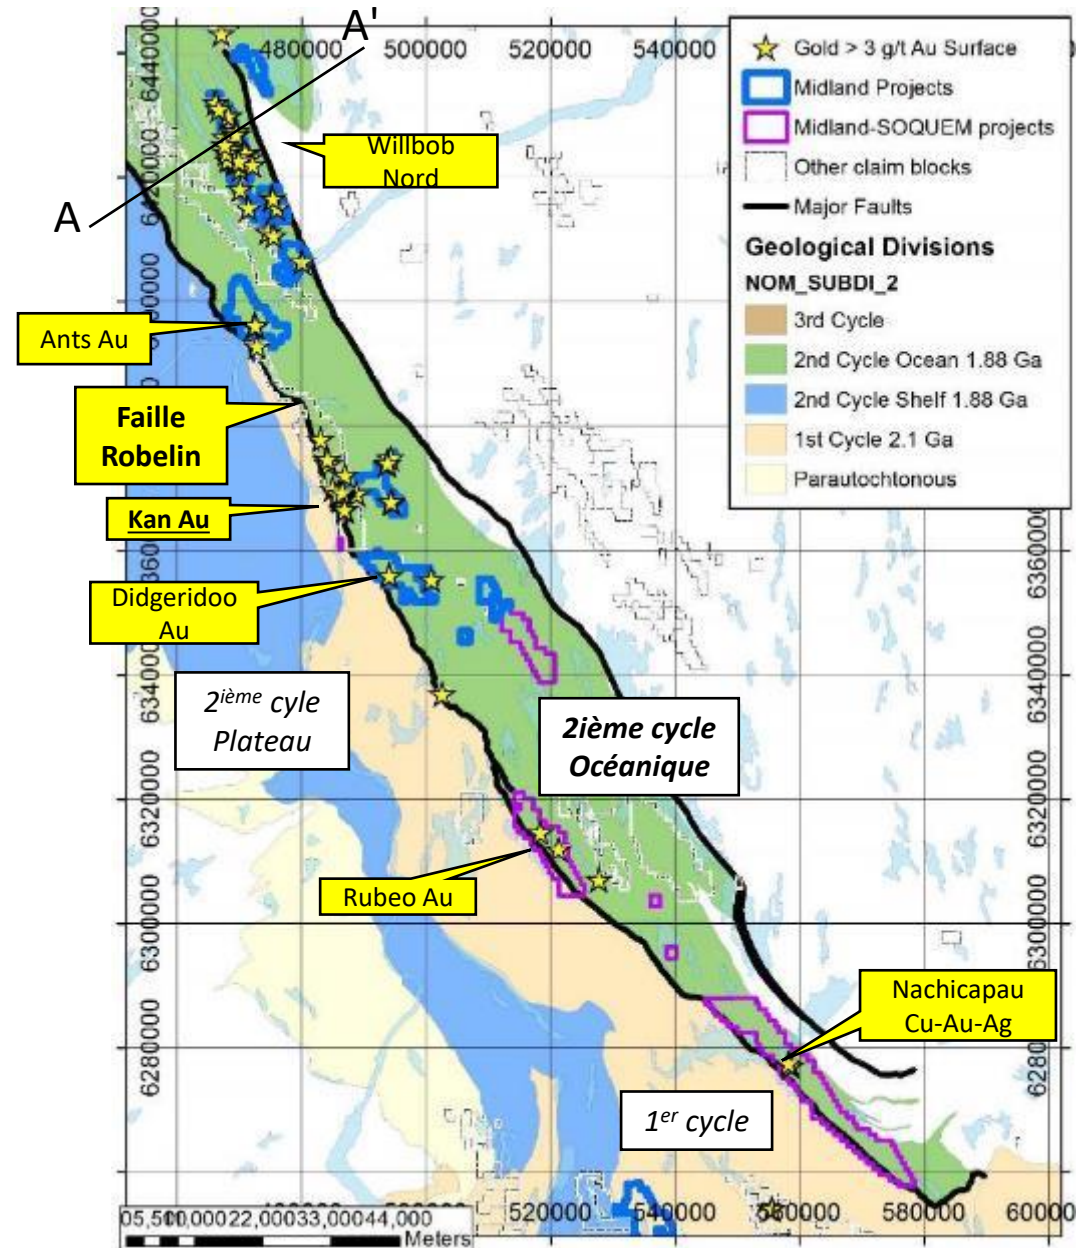 A'
A
480000
500000
520000
540000
6440000
Gold > 3 g/t Au Surface
Midland Projects
Midland-SOQUEM projects
Other claim blocks
Major Faults
Geological Divisions
NOM_SUBDI_2
3rd Cycle
2nd Cycle Ocean 1.88 Ga
2nd Cycle Shelf 1.88 Ga
1st Cycle 2.1 Ga
Parautochtonous
Willbob
Nord
Ants Au
Faille
Robelin
Kan Au
Didgeridoo
Au
6360000
6340000
6340000
2ième cyle
Plateau
2ième cycle
Océanique
6320000
6320000
Rubeo Au
6300000
6300000
Nachicapau
Cu-Au-Ag
6280000
6280000
1er cycle
520000
540000
560000
580000
Meters